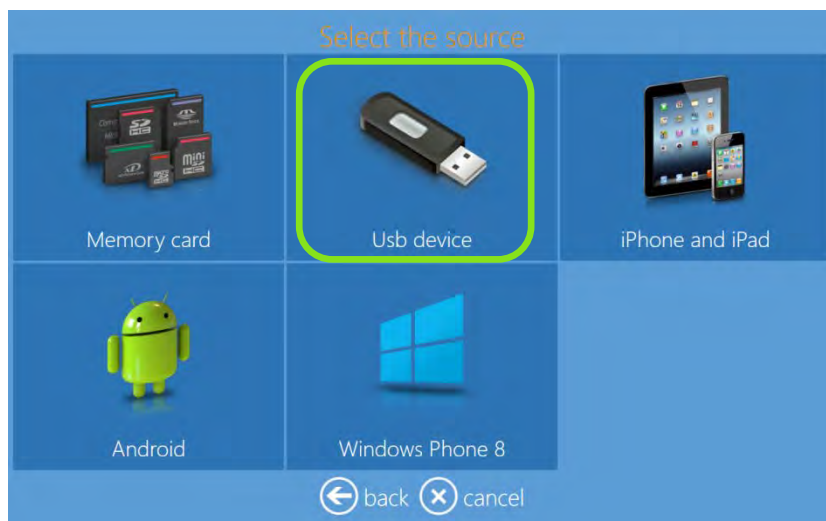 Select the source
Memory card
Usb device
iPhone and iPad
Android
Windows Phone 8
back cancel